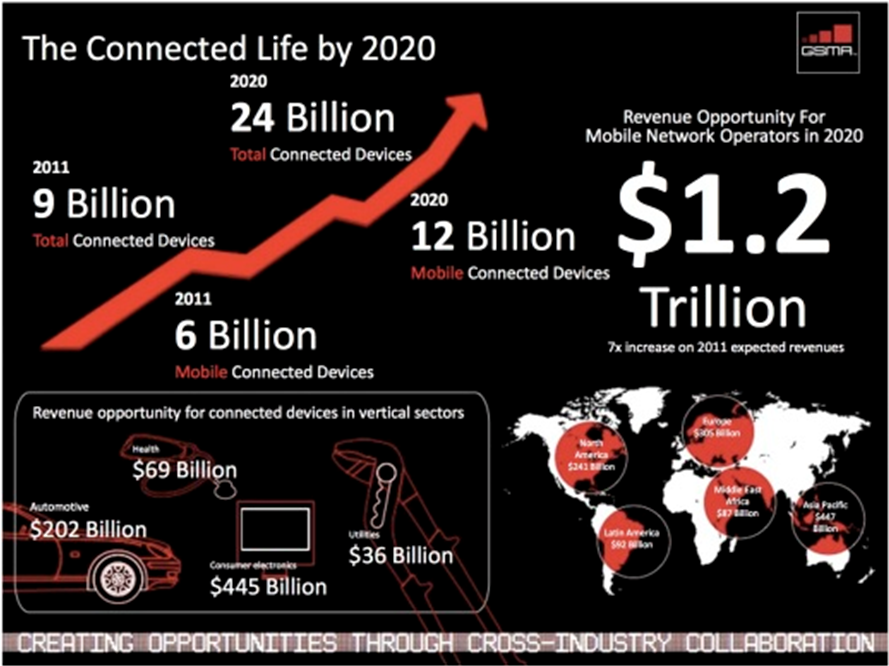 The Connected Life by 2020
GSMA
2020
24 Billion
Total Connected Devices
2011
9 Billion
Total Connected Devices
2020
12 Billion
Mobile Connected Devices
2011
6 Billion
Mobile Connected Devices
Revenue Opportunity For
Mobile Network Operators in 2020
$1.2
Trillion
7x increase on 2011 expected revenues
Revenue opportunity for connected devices in vertical sectors
Health
$69 Billion
Automotive
$202 Billion
Consumer electronics
$445 Billion
Utilities
$36 Billion
North
America
$241 Billion
Europe
$305 Billion
Middle East
Africa
$87 Billion
Asia Pacific
$447
Billion
Latin America
$92 Billion
CREATING OPPORTUNITIES THROUGH CROSS-INDUSTRY COLLABORATION